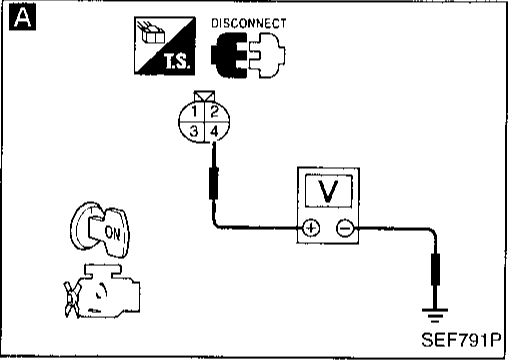 A
DISCONNECT
T.S.
1 2
3 4
V
ON
+ -
SEF791P